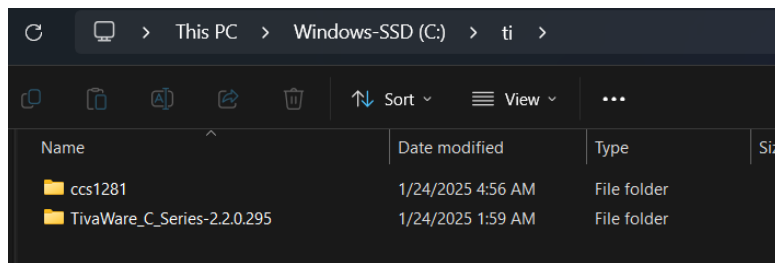 This PC > Windows-SSD (C:) > ti >
Sort View ...
Name Date modified Type
ccs1281 1/24/2025 4:56 AM File folder
TivaWare_C_Series-2.2.0.295 1/24/2025 1:59 AM File folder